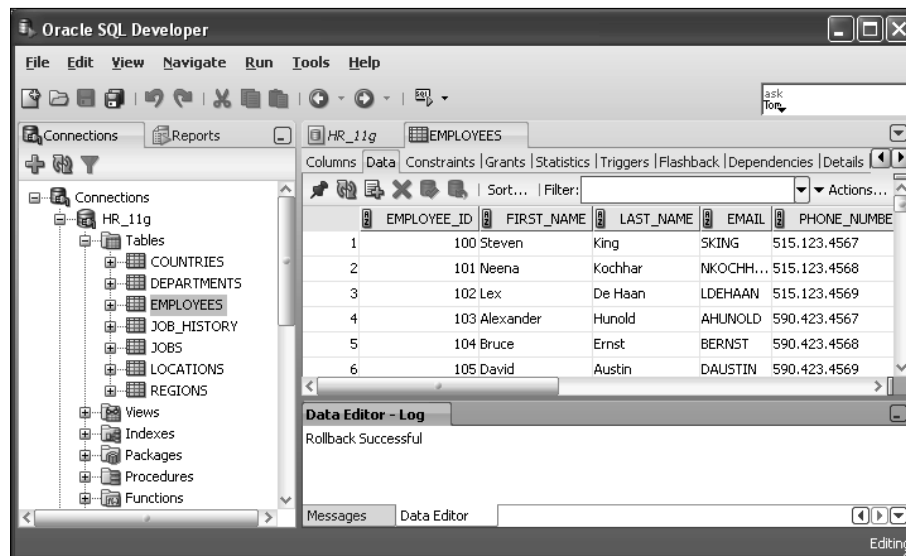 Oracle SQL Developer
File Edit View Navigate Run Tools Help
SQL
ask
Tom
Connections Reports
HR_11g EMPLOYEES
Columns Data Constraints Grants Statistics Triggers Flashback Dependencies Details
Sort... Filter: Actions...
EMPLOYEE_ID FIRST_NAME LAST_NAME EMAIL PHONE_NUMBE
1 100 Steven King SKING 515.123.4567
2 101 Neena Kochhar NKOCHH... 515.123.4568
3 102 Lex De Haan LDEHAAN 515.123.4569
4 103 Alexander Hunold AHUNOLD 590.423.4567
5 104 Bruce Ernst BERNST 590.423.4568
6 105 David Austin DAUSTIN 590.423.4569
Connections
HR_11g
Tables
COUNTRIES
DEPARTMENTS
EMPLOYEES
JOB_HISTORY
JOBS
LOCATIONS
REGIONS
Views
Indexes
Packages
Procedures
Functions
Data Editor - Log
Rollback Successful
Messages Data Editor
Editing